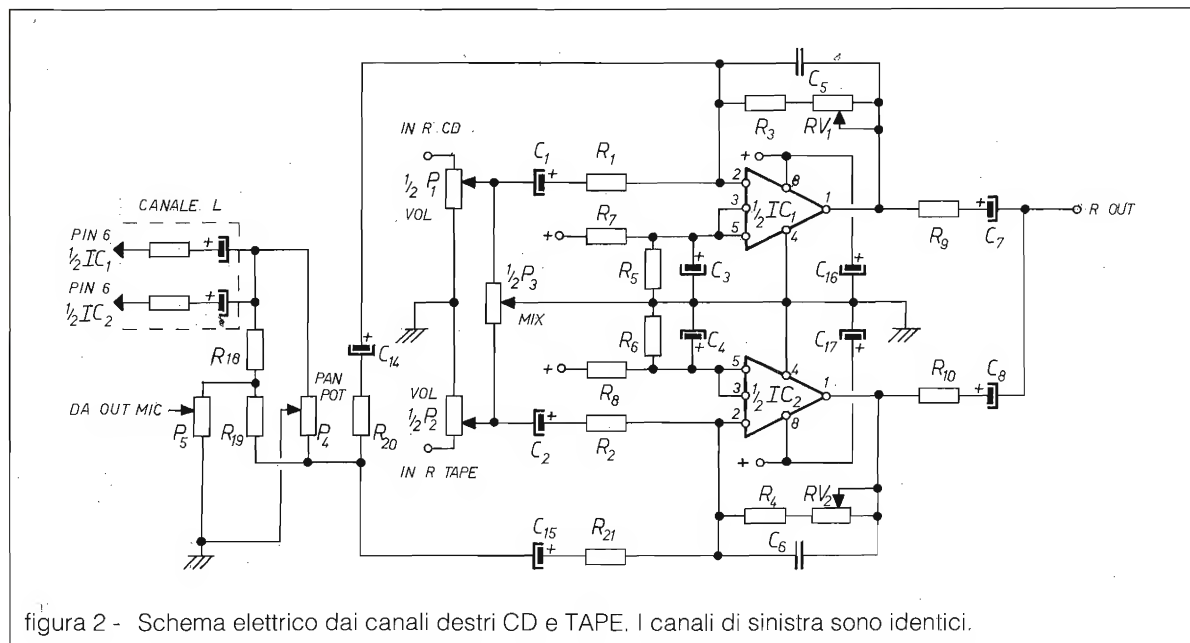 C5
R3
RV1
IN R CD
½ P1
VOL
C1
R1
+
2
8
3
½ IC1
1
5
4
R7
R5
C3
C16
R9
C7
R OUT
CANALE L
PIN 6
½ IC1
PIN 6
½ IC2
½ P3
MIX
R18
C14
R6
C4
C17
DA OUT MIC
P5
R19
PAN
POT
P4
R20
VOL
½ P2
IN R TAPE
R8
C2
R2
5
4
3
½ IC2
1
2
8
R10
C8
R4
RV2
C15
R21
C6
figura 2 - Schema elettrico dai canali destri CD e TAPE. I canali di sinistra sono identici.